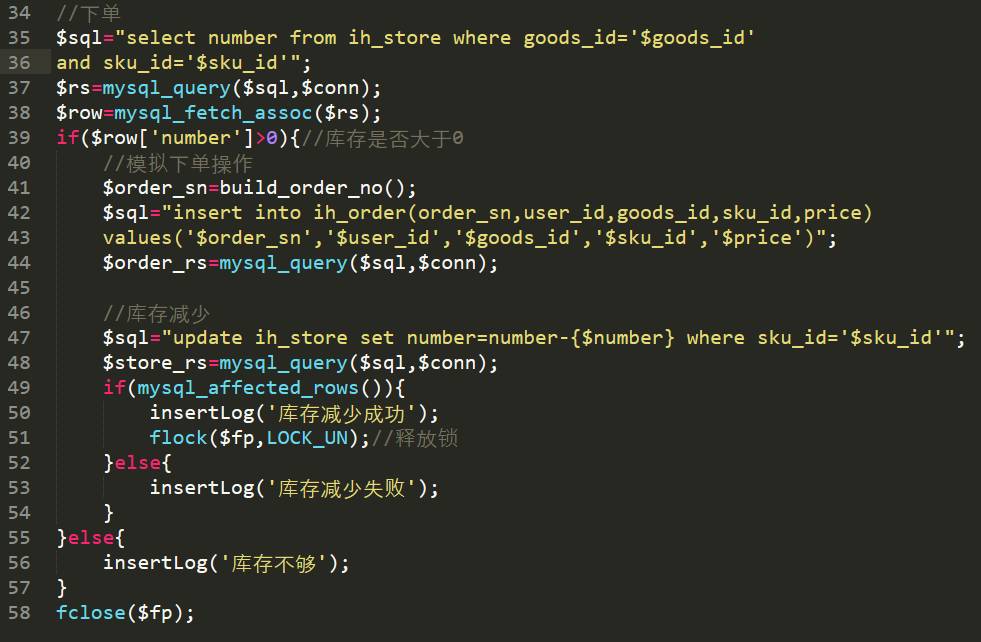 34 //下单
35 $sql="select number from ih_store where goods_id='$goods_id'
36 and sku_id='$sku_id'";
37 $rs=mysql_query($sql,$conn);
38 $row=mysql_fetch_assoc($rs);
39 if($row['number']>0){//库存是否大于0
40     //模拟下单操作
41     $order_sn=build_order_no();
42     $sql="insert into ih_order(order_sn,user_id,goods_id,sku_id,price)
43     values('$order_sn','$user_id','$goods_id','$sku_id','$price')";
44     $order_rs=mysql_query($sql,$conn);
45
46     //库存减少
47     $sql="update ih_store set number=number-{$number} where sku_id='$sku_id'";
48     $store_rs=mysql_query($sql,$conn);
49     if(mysql_affected_rows()){
50         insertLog('库存减少成功');
51         flock($fp,LOCK_UN);//释放锁
52     }else{
53         insertLog('库存减少失败');
54     }
55 }else{
56     insertLog('库存不够');
57 }
58 fclose($fp);